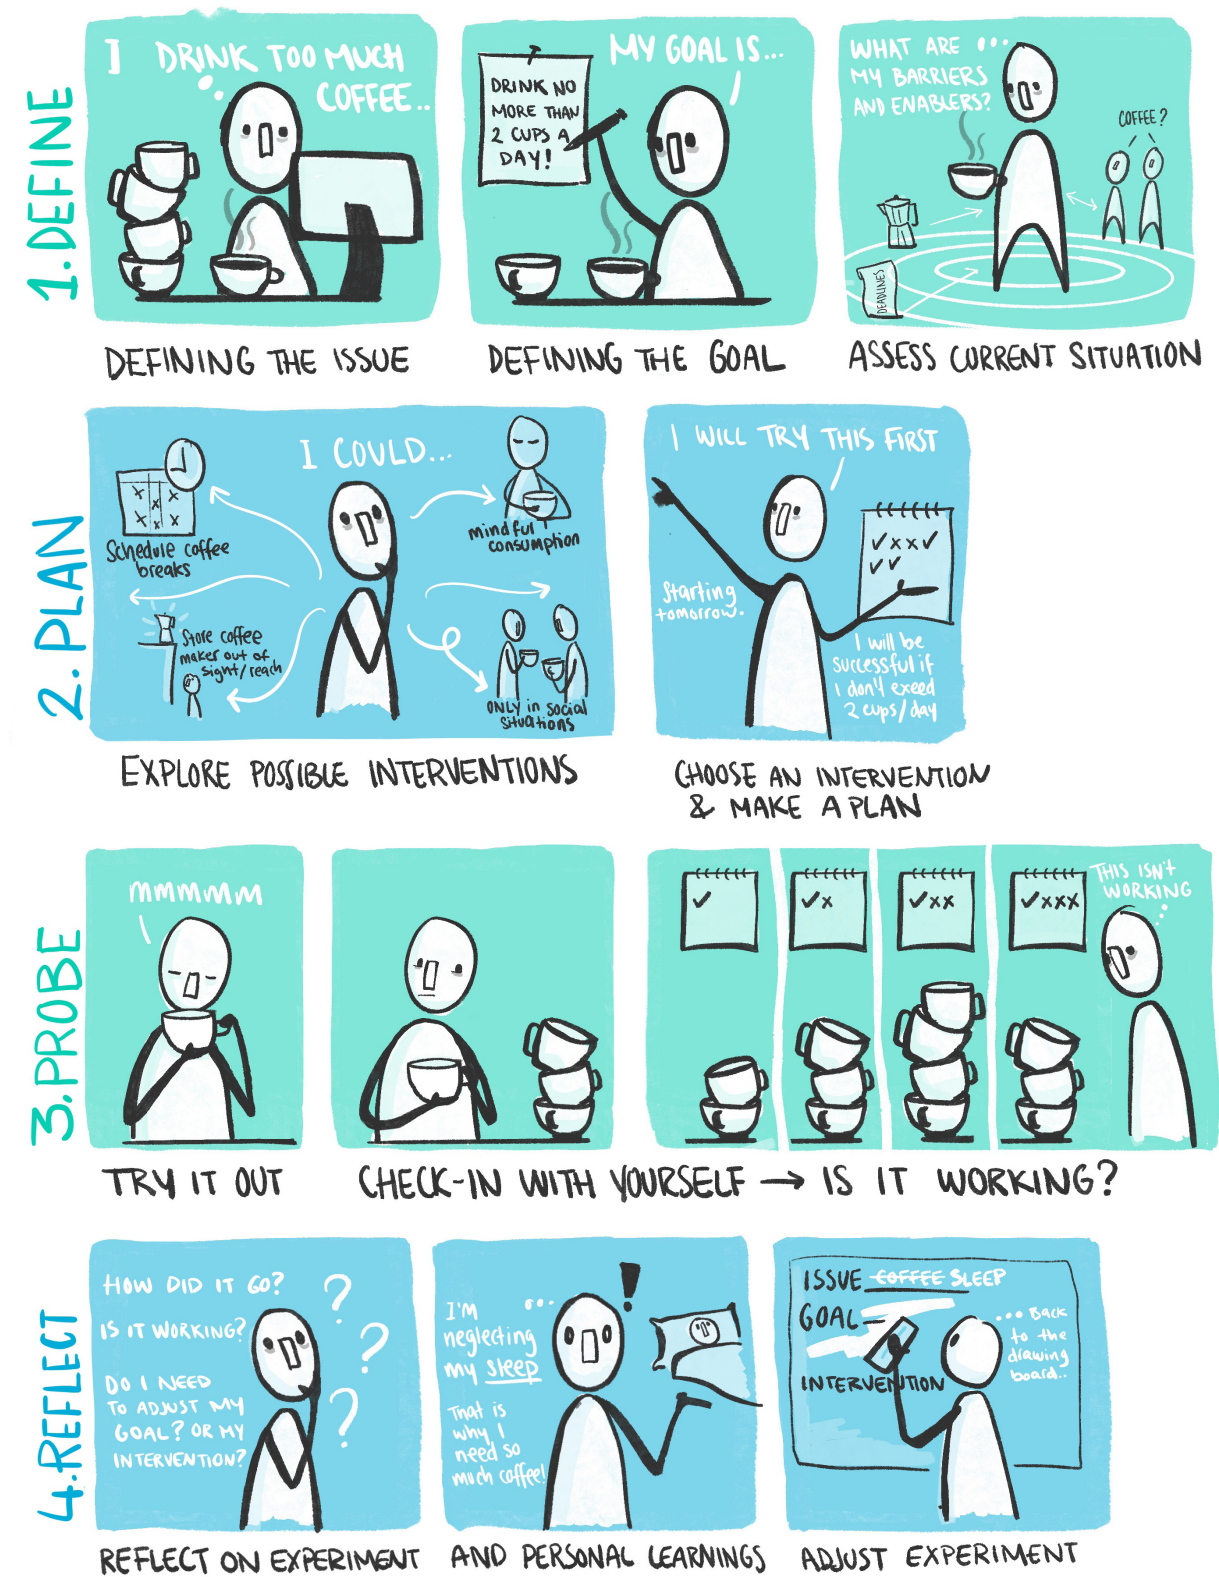 1. DEFINE
I DRINK TOO MUCH
COFFEE..
MY GOAL IS...
DRINK NO
MORE THAN
2 CUPS A
DAY!
WHAT ARE
MY BARRIERS
AND ENABLERS?
COFFEE?
DEADLINES
DEFINING THE ISSUE
DEFINING THE GOAL
ASSESS CURRENT SITUATION
2. PLAN
I COULD...
Schedule coffee
breaks
mindful
consumption
Store coffee
maker out of
sight/reach
ONLY in social
situations
I WILL TRY THIS FIRST
Starting
tomorrow.
I will be
successful if
I don't exeed
2 cups/day
EXPLORE POSSIBLE INTERVENTIONS
CHOOSE AN INTERVENTION
& MAKE A PLAN
3. PROBE
mmmmm
THIS ISN'T
WORKING
TRY IT OUT
CHECK-IN WITH YOURSELF → IS IT WORKING?
4. REFLECT
HOW DID IT GO?
IS IT WORKING?
DO I NEED
TO ADJUST MY
GOAL? OR MY
INTERVENTION?
? ? ?
I'M
neglecting
my sleep
That is
why I
need so
much coffee!
!
ISSUE COFFEE SLEEP
GOAL
INTERVENTION
... Back
to the
drawing
board..
REFLECT ON EXPERIMENT
AND PERSONAL LEARNINGS
ADJUST EXPERIMENT